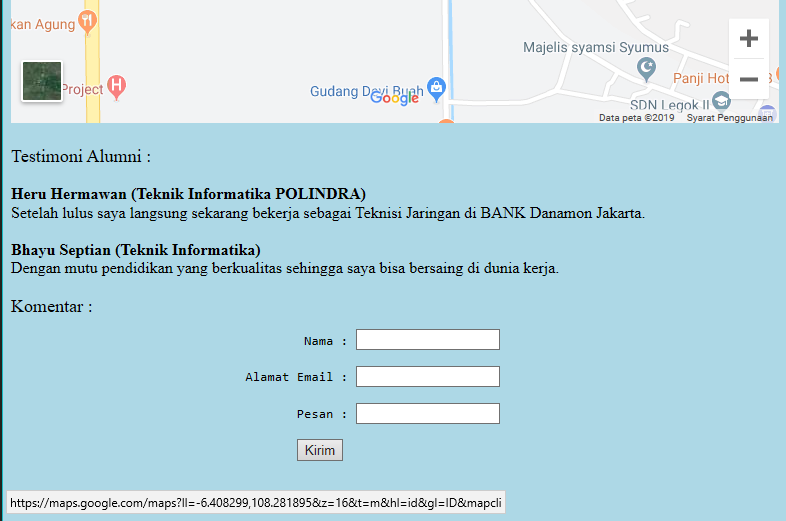 kan Agung
Majelis syamsi Syumus
Project
Gudang Devi Buah
Panji Hot
3
Google
SDN Legok II
Data peta ©2019 Syarat Penggunaan
Testimoni Alumni :
Heru Hermawan (Teknik Informatika POLINDRA)
Setelah lulus saya langsung sekarang bekerja sebagai Teknisi Jaringan di BANK Danamon Jakarta.
Bhayu Septian (Teknik Informatika)
Dengan mutu pendidikan yang berkualitas sehingga saya bisa bersaing di dunia kerja.
Komentar :
Nama :
Alamat Email :
Pesan :
Kirim
https://maps.google.com/maps?ll=-6.408299,108.281895&z=16&t=m&hl=id&gl=ID&mapcli